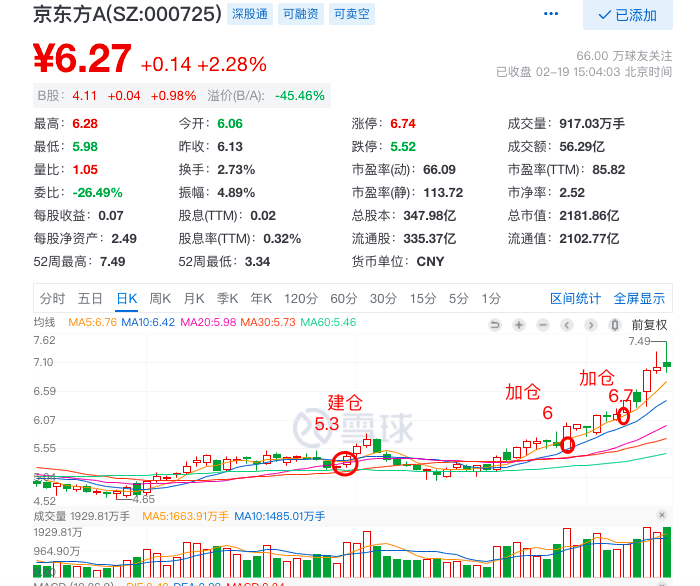 京东方A(SZ:000725) 深股通 可融资 可卖空 ··· ✓已添加
¥6.27 +0.14 +2.28%
66.00 万球友关注
已收盘 02-19 15:04:03 北京时间
B股: 4.11 +0.04 +0.98% 溢价(B/A): -45.46%
最高: 6.28 今开: 6.06 涨停: 6.74 成交量: 917.03万手
最低: 5.98 昨收: 6.13 跌停: 5.52 成交额: 56.29亿
量比: 1.05 换手: 2.73% 市盈率(动): 66.09 市盈率(TTM): 85.82
委比: -26.49% 振幅: 4.89% 市盈率(静): 113.72 市净率: 2.52
每股收益: 0.07 股息(TTM): 0.02 总股本: 347.98亿 总市值: 2181.86亿
每股净资产: 2.49 股息率(TTM): 0.32% 流通股: 335.37亿 流通值: 2102.77亿
52周最高: 7.49 52周最低: 3.34 货币单位: CNY
分时 五日 日K 周K 月K 季K 年K 120分 60分 30分 15分 5分 1分 区间统计 全屏显示
均线 MA5:6.76 MA10:6.42 MA20:5.98 MA30:5.73 MA60:5.46 前复权
7.62
7.49
7.10
6.59
加仓
加仓
6.7
建仓
6
6.07
5.3
雪球
5.55
4.65
4.52
成交量 1929.81万手 MA5:1663.91万手 MA10:1485.01万手
1929.81万
964.90万